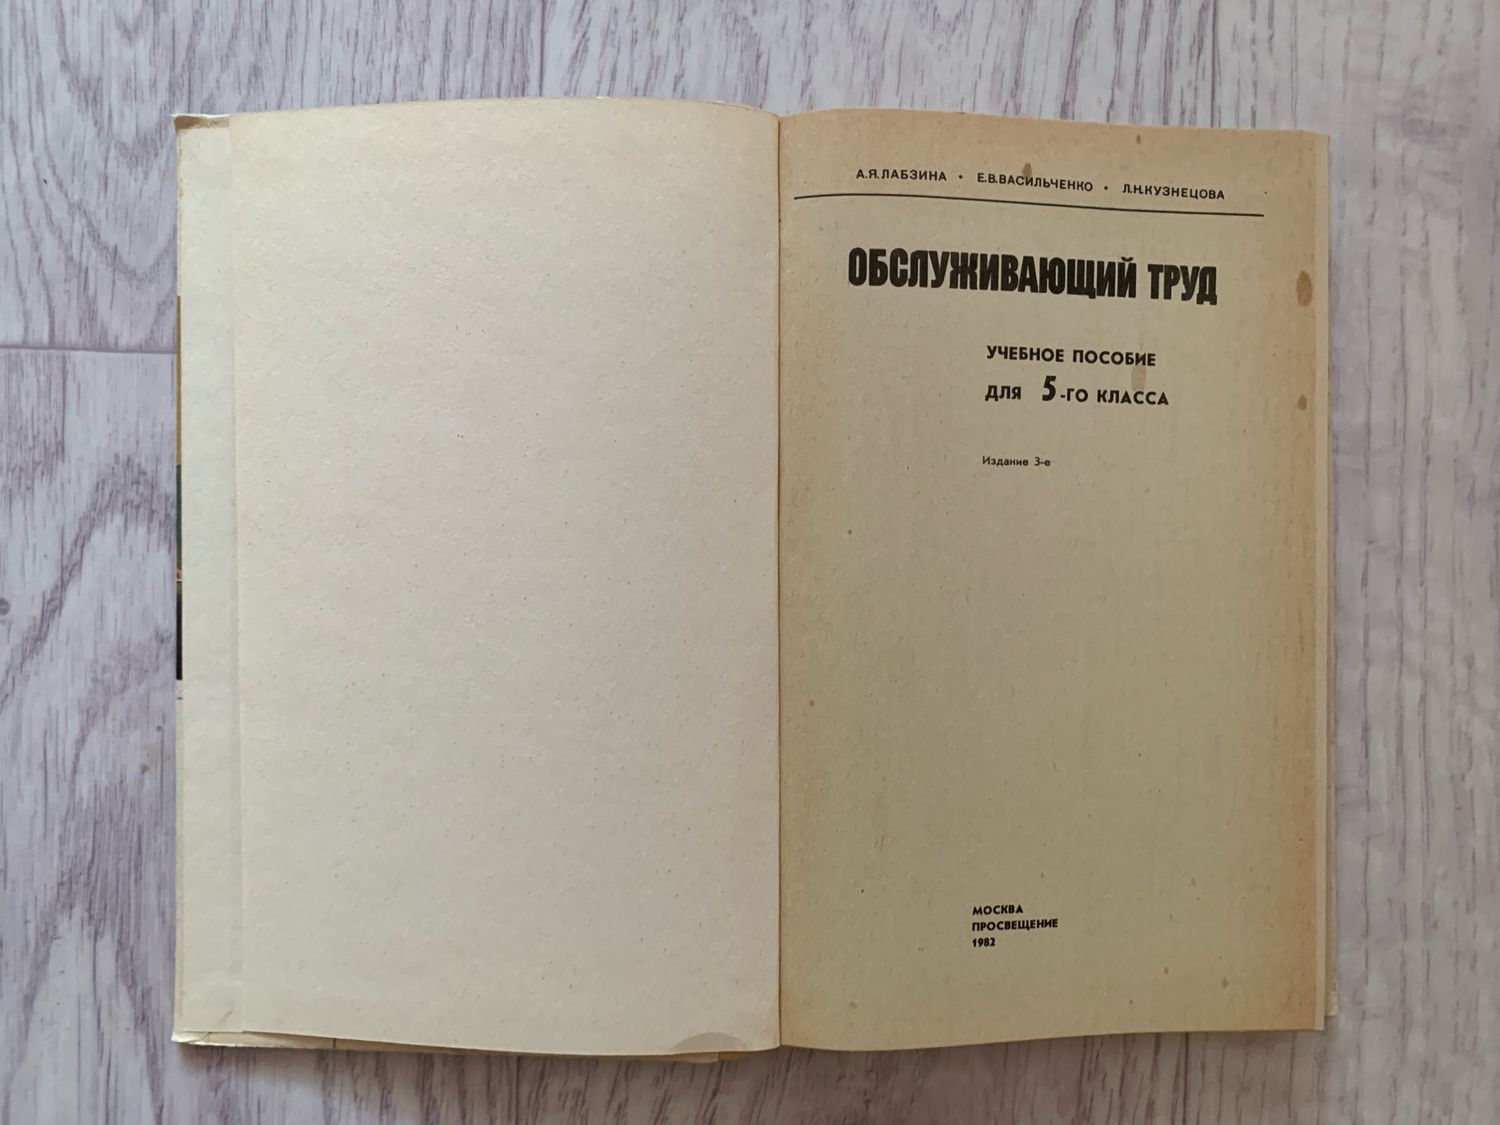 А.Я.ЛАБЗИНА • Е.В.ВАСИЛЬЧЕНКО • Л.Н.КУЗНЕЦОВА
ОБСЛУЖИВАЮЩИЙ ТРУД
УЧЕБНОЕ ПОСОБИЕ
ДЛЯ 5-ГО КЛАССА
Издание 3-е
МОСКВА
ПРОСВЕЩЕНИЕ
1982